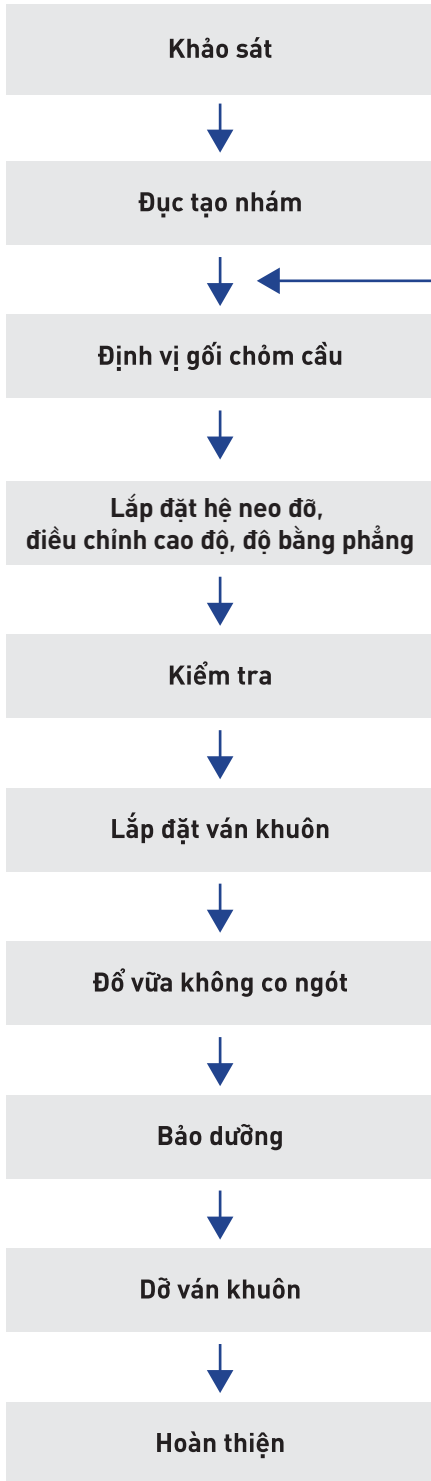 Khảo sát
Đục tạo nhám
Định vị gối chỏm cầu
Lắp đặt hệ neo đỡ,
điều chỉnh cao độ, độ bằng phẳng
Kiểm tra
Lắp đặt ván khuôn
Đổ vữa không co ngót
Bảo dưỡng
Dỡ ván khuôn
Hoàn thiện